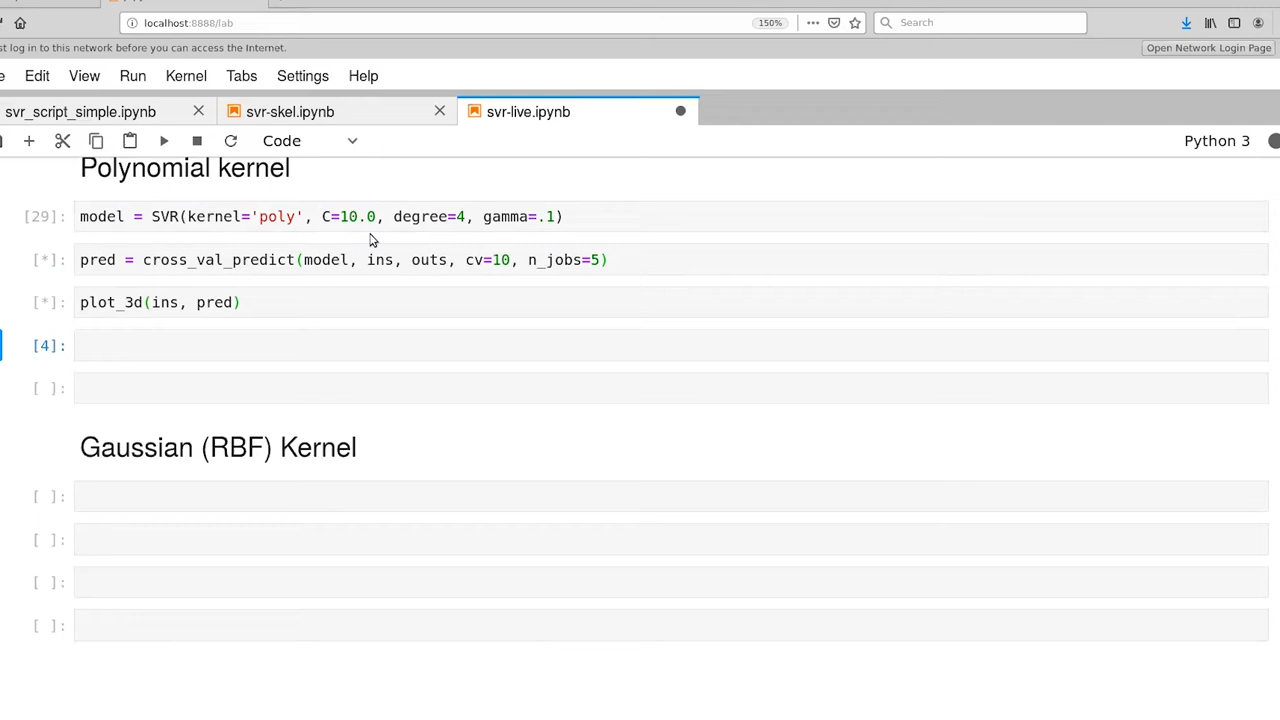 localhost:8888/lab
150%
Search
st log in to this network before you can access the Internet.
Open Network Login Page
e Edit View Run Kernel Tabs Settings Help
svr_script_simple.ipynb
svr-skel.ipynb
svr-live.ipynb
Code
Python 3
Polynomial kernel
[29]: model = SVR(kernel='poly', C=10.0, degree=4, gamma=.1)
[*]: pred = cross_val_predict(model, ins, outs, cv=10, n_jobs=5)
[*]: plot_3d(ins, pred)
[4]:
[ ]:
Gaussian (RBF) Kernel
[ ]:
[ ]:
[ ]:
[ ]: